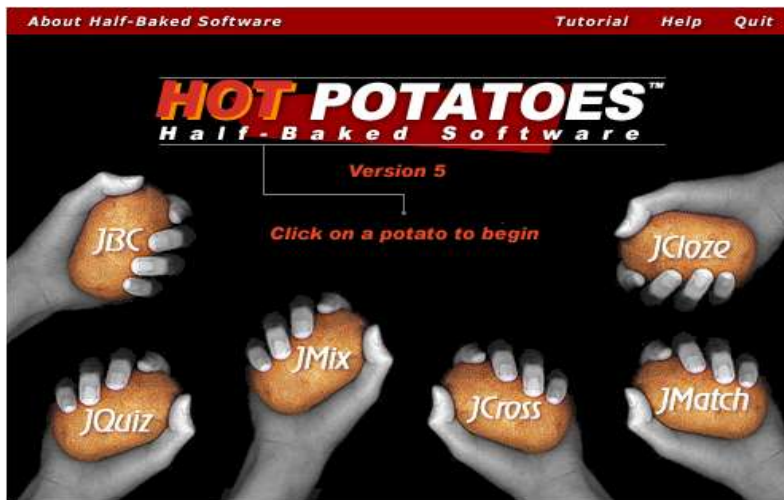 About Half-Baked Software Tutorial Help Quit
HOT POTATOES™
Half-Baked Software
Version 5
Click on a potato to begin
JBC
JCloze
JMix
JQuiz
JCross
JMatch